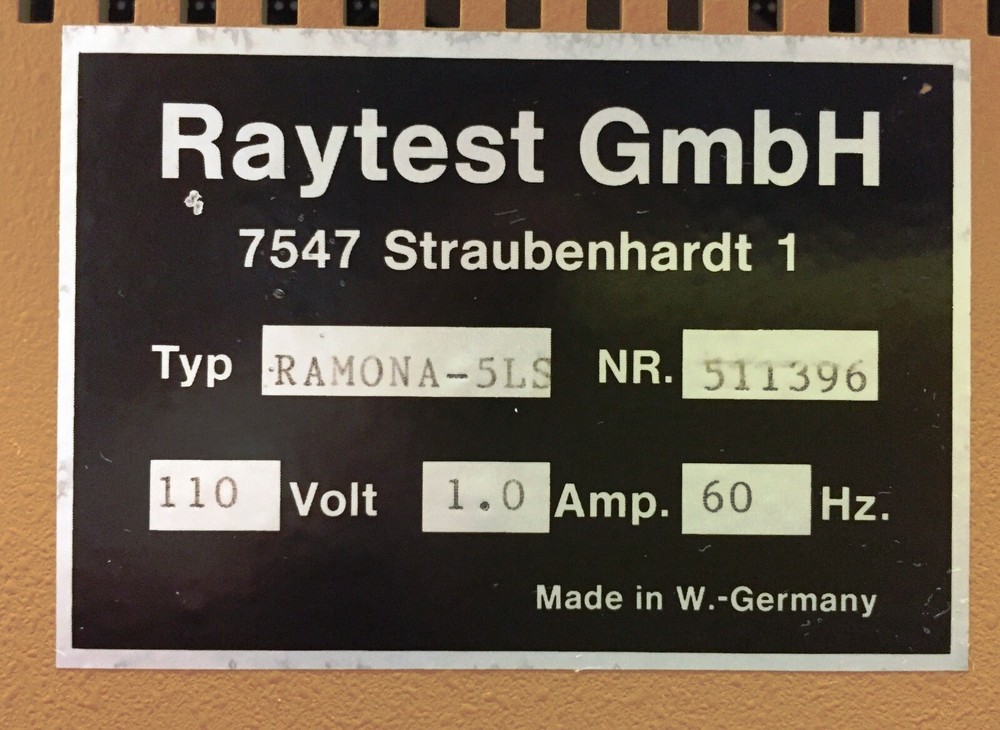 Raytest GmbH
7547 Straubenhardt 1
Typ RAMONA-5LS NR. 511396
110 Volt 1.0 Amp. 60 Hz.
Made in W.-Germany